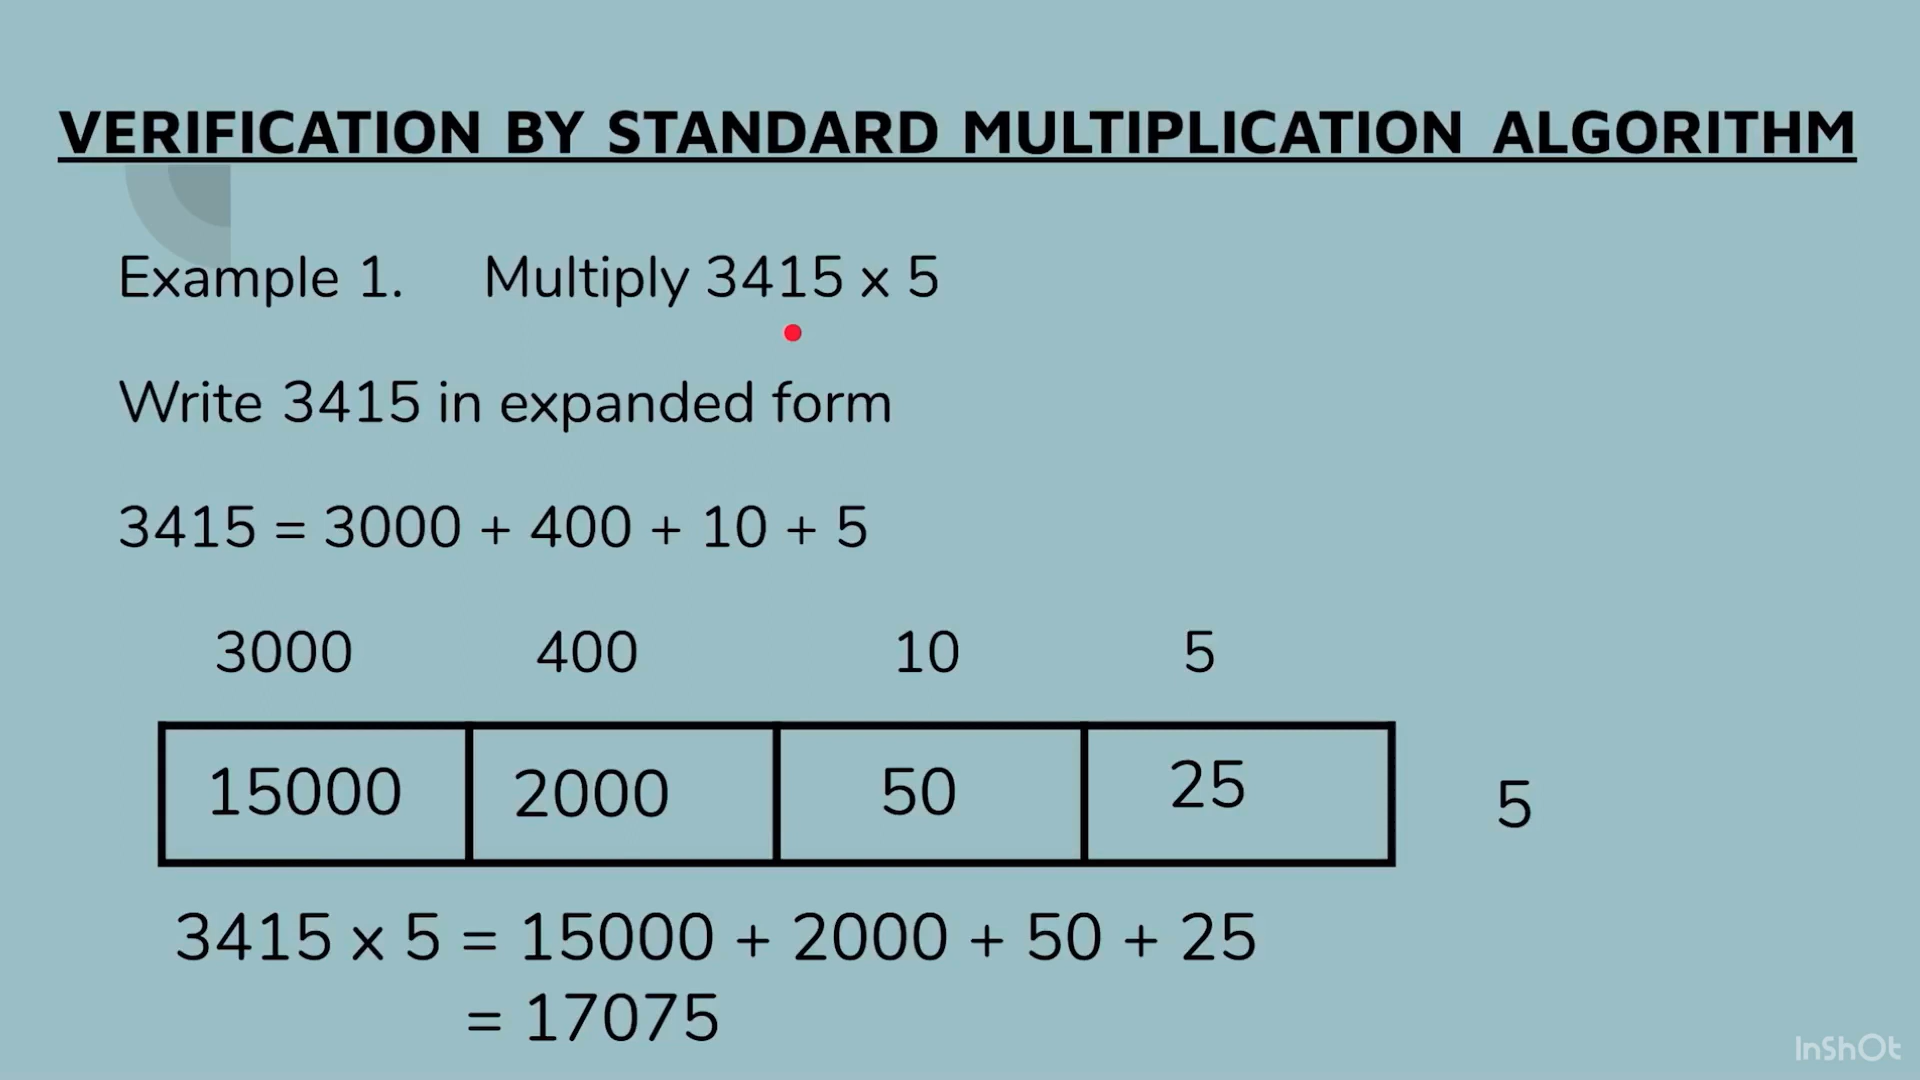 VERIFICATION BY STANDARD MULTIPLICATION ALGORITHM
Example 1. Multiply 3415 x 5
Write 3415 in expanded form
3415 = 3000 + 400 + 10 + 5
3000 400 10 5
15000 2000 50 25 5
3415 x 5 = 15000 + 2000 + 50 + 25
= 17075
InShOt